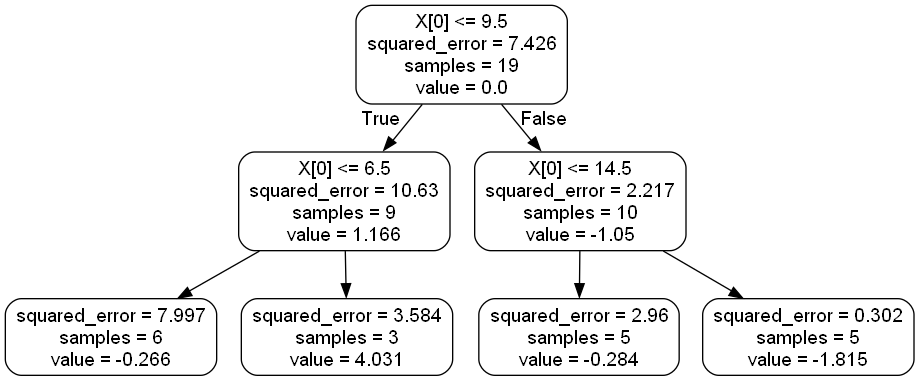 X[0] <= 9.5
squared_error = 7.426
samples = 19
value = 0.0
True
False
X[0] <= 6.5
squared_error = 10.63
samples = 9
value = 1.166
X[0] <= 14.5
squared_error = 2.217
samples = 10
value = -1.05
squared_error = 7.997
samples = 6
value = -0.266
squared_error = 3.584
samples = 3
value = 4.031
squared_error = 2.96
samples = 5
value = -0.284
squared_error = 0.302
samples = 5
value = -1.815